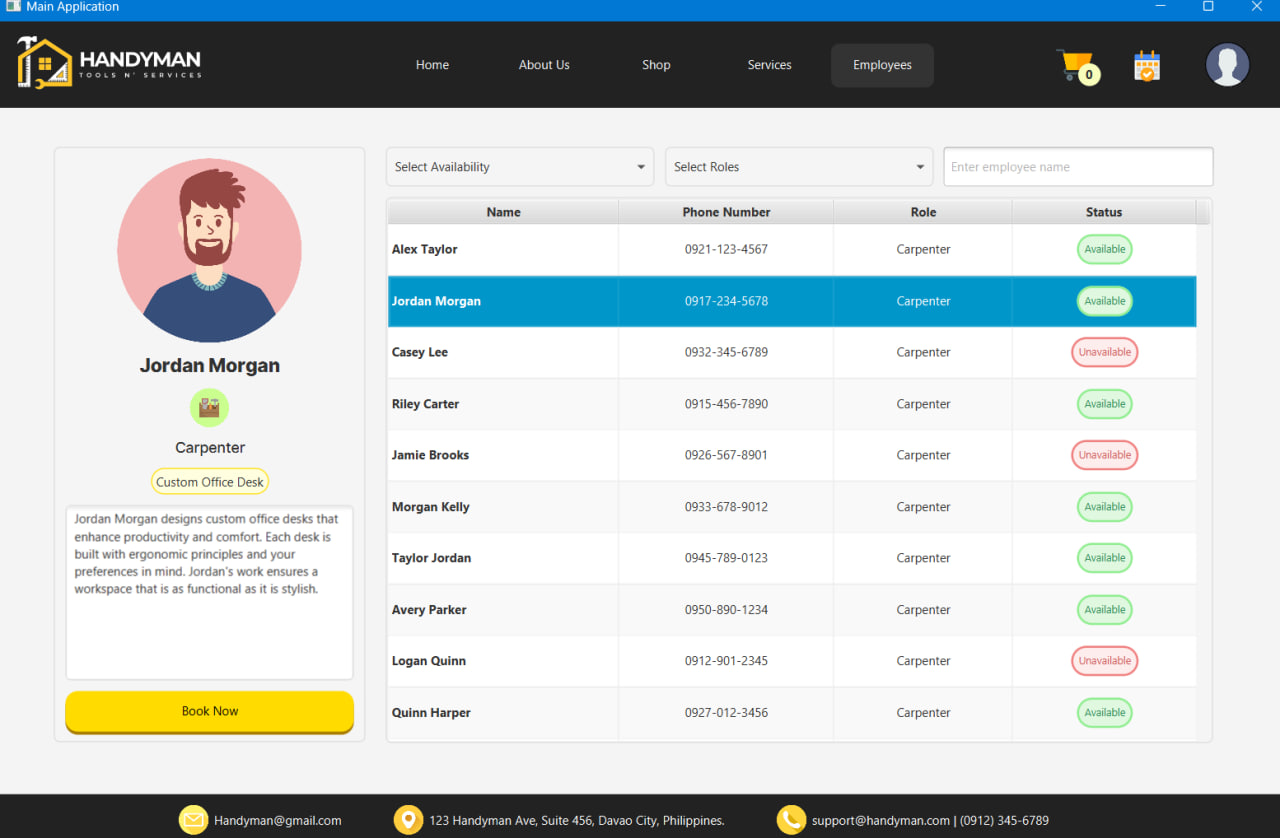 Main Application
HANDYMAN
TOOLS N' SERVICES
Home
About Us
Shop
Services
Employees
0
Jordan Morgan
Carpenter
Custom Office Desk
Jordan Morgan designs custom office desks that
enhance productivity and comfort. Each desk is
built with ergonomic principles and your
preferences in mind. Jordan's work ensures a
workspace that is as functional as it is stylish.
Book Now
Select Availability
Select Roles
Enter employee name
Name Phone Number Role Status
Alex Taylor 0921-123-4567 Carpenter Available
Jordan Morgan 0917-234-5678 Carpenter Available
Casey Lee 0932-345-6789 Carpenter Unavailable
Riley Carter 0915-456-7890 Carpenter Available
Jamie Brooks 0926-567-8901 Carpenter Unavailable
Morgan Kelly 0933-678-9012 Carpenter Available
Taylor Jordan 0945-789-0123 Carpenter Available
Avery Parker 0950-890-1234 Carpenter Available
Logan Quinn 0912-901-2345 Carpenter Unavailable
Quinn Harper 0927-012-3456 Carpenter Available
Handyman@gmail.com
123 Handyman Ave, Suite 456, Davao City, Philippines.
support@handyman.com | (0912) 345-6789